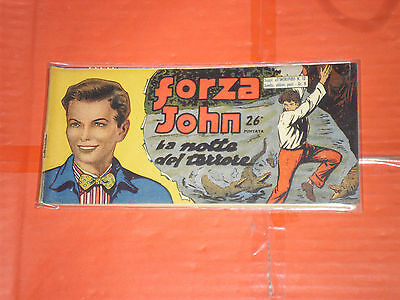 forza
John
26ª
PUNTATA
La notte
del terrore